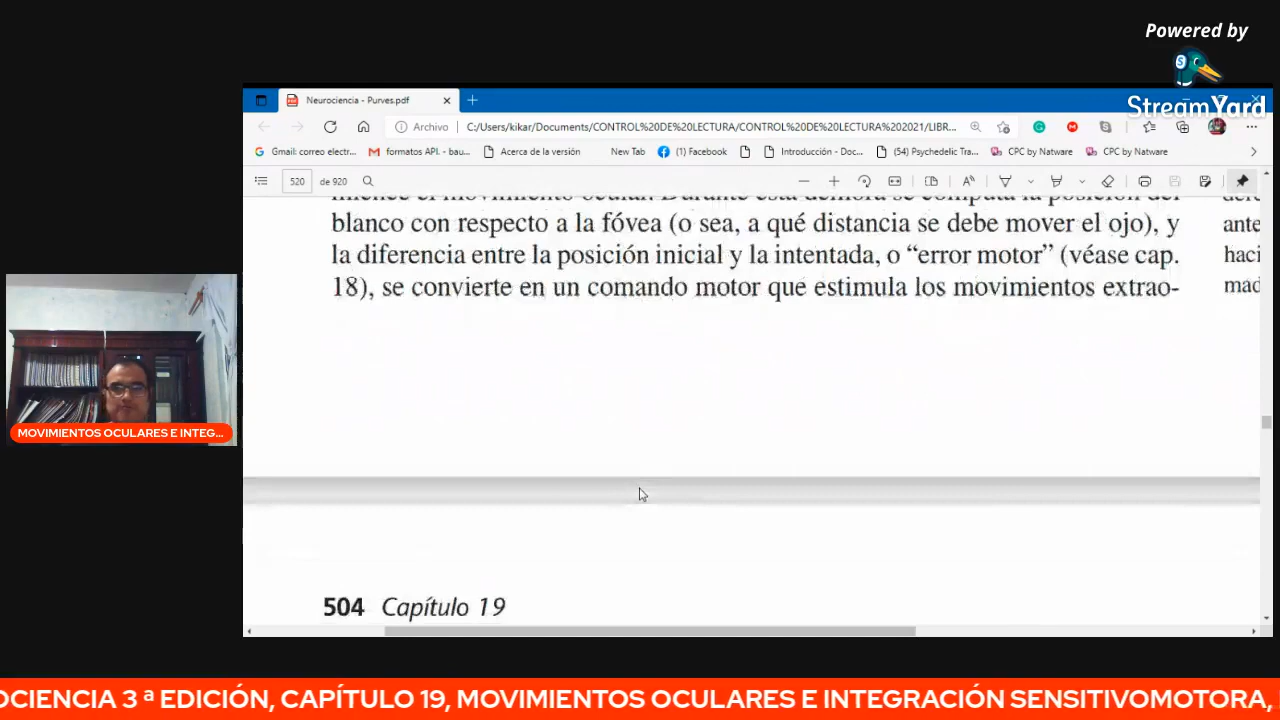 Powered by
StreamYard
Neurociencia - Purves.pdf
Archivo C:/Users/kikar/Documents/CONTROL%20DE%20LECTURA/CONTROL%20DE%20LECTURA%202021/LIBR...
Gmail: correo electr... formatos API. - bau... Acerca de la versión New Tab (1) Facebook Introducción - Doc... (54) Psychedelic Tra... CPC by Natware CPC by Natware
520 de 920
blanco con respecto a la fóvea (o sea, a qué distancia se debe mover el ojo), y
la diferencia entre la posición inicial y la intentada, o “error motor” (véase cap.
18), se convierte en un comando motor que estimula los movimientos extrao-
ante
haci
mad
504 Capítulo 19
MOVIMIENTOS OCULARES E INTEG...
OCIENCIA 3 ª EDICIÓN, CAPÍTULO 19, MOVIMIENTOS OCULARES E INTEGRACIÓN SENSITIVOMOTORA,